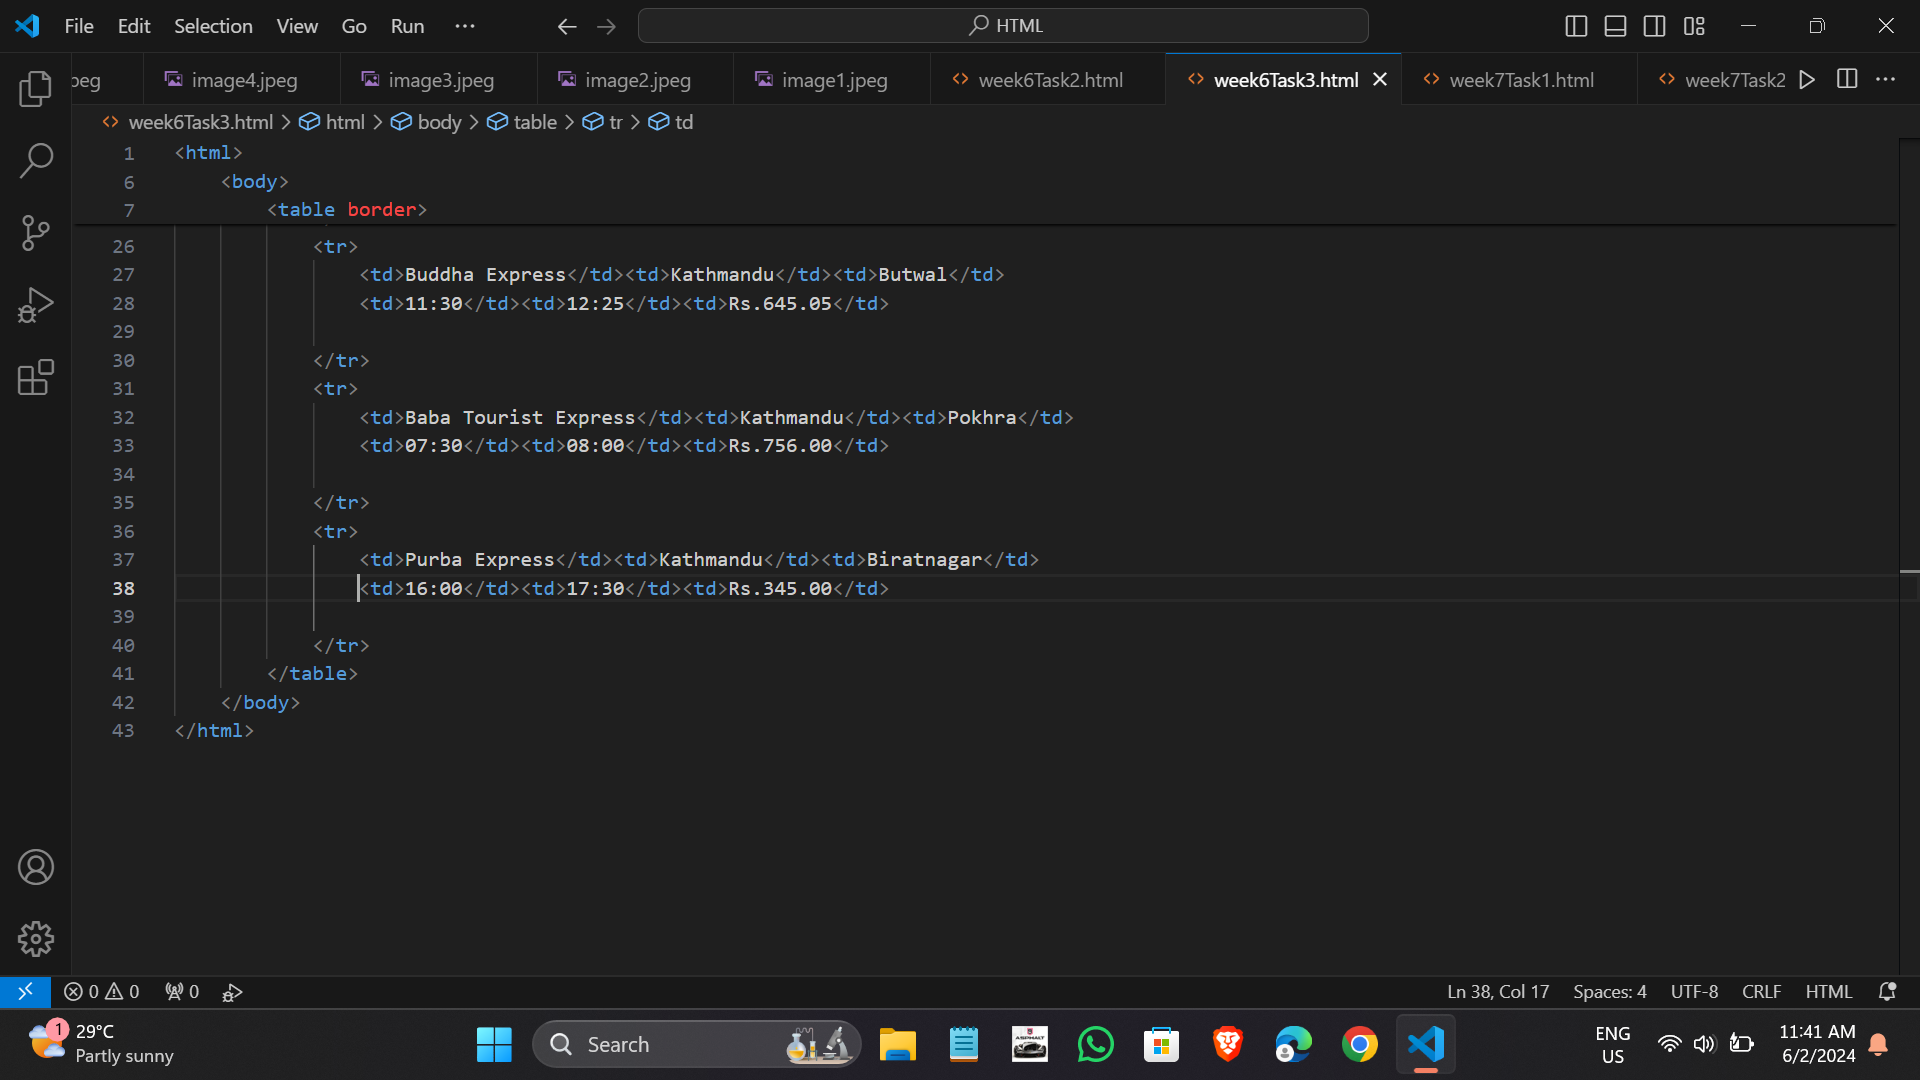 File Edit Selection View Go Run ···
HTML
peg image4.jpeg image3.jpeg image2.jpeg image1.jpeg week6Task2.html week6Task3.html week7Task1.html week7Task2
week6Task3.html > html > body > table > tr > td
1 <html>
6 <body>
7 <table border>
26 <tr>
27 <td>Buddha Express</td><td>Kathmandu</td><td>Butwal</td>
28 <td>11:30</td><td>12:25</td><td>Rs.645.05</td>
29
30 </tr>
31 <tr>
32 <td>Baba Tourist Express</td><td>Kathmandu</td><td>Pokhra</td>
33 <td>07:30</td><td>08:00</td><td>Rs.756.00</td>
34
35 </tr>
36 <tr>
37 <td>Purba Express</td><td>Kathmandu</td><td>Biratnagar</td>
38 <td>16:00</td><td>17:30</td><td>Rs.345.00</td>
39
40 </tr>
41 </table>
42 </body>
43 </html>
0 0 0 Ln 38, Col 17 Spaces: 4 UTF-8 CRLF HTML
1 29°C
Partly sunny
Search
ASPHALT
ENG
US
11:41 AM
6/2/2024